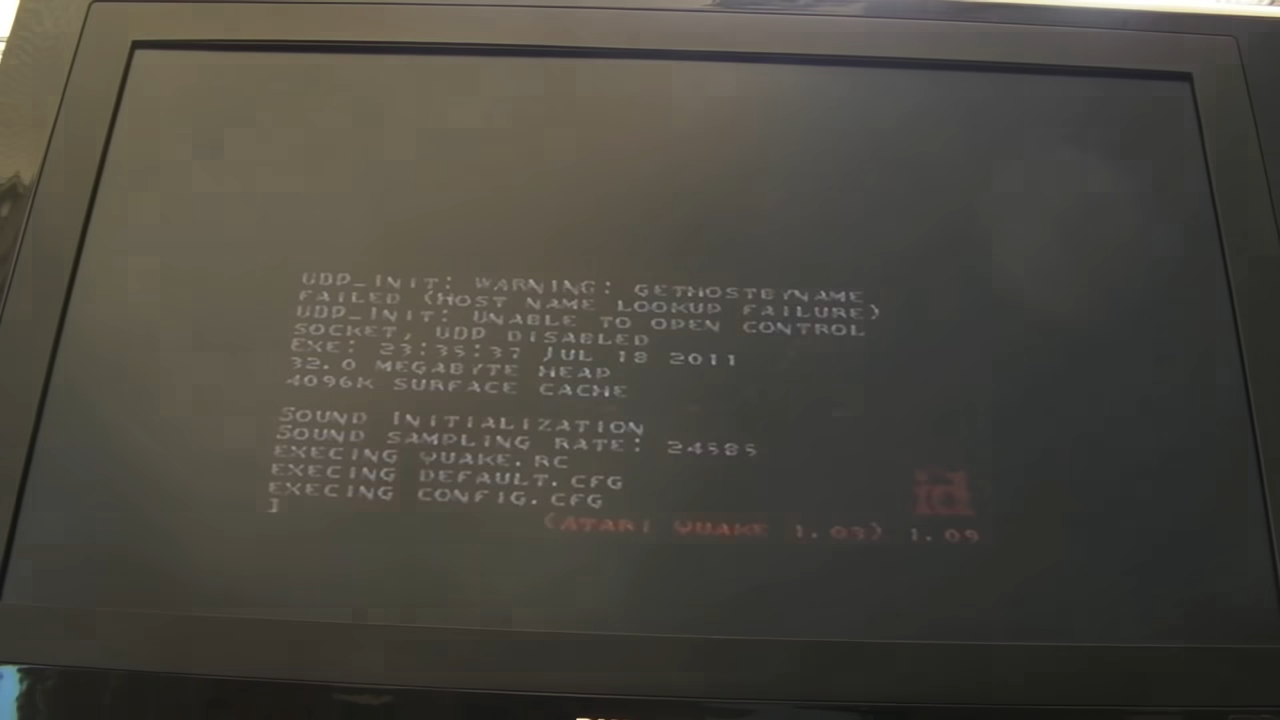 UDP_INIT: WARNING: GETHOSTBYNAME
FAILED (HOST NAME LOOKUP FAILURE)
UDP_INIT: UNABLE TO OPEN CONTROL
SOCKET, UDP DISABLED
EXE: 23:35:37 JUL 18 2011
32.0 MEGABYTE HEAP
4096K SURFACE CACHE
SOUND INITIALIZATION
SOUND SAMPLING RATE: 24585
EXECING QUAKE.RC
EXECING DEFAULT.CFG
EXECING CONFIG.CFG
]
id
(ATARI QUAKE 1.03) 1.09